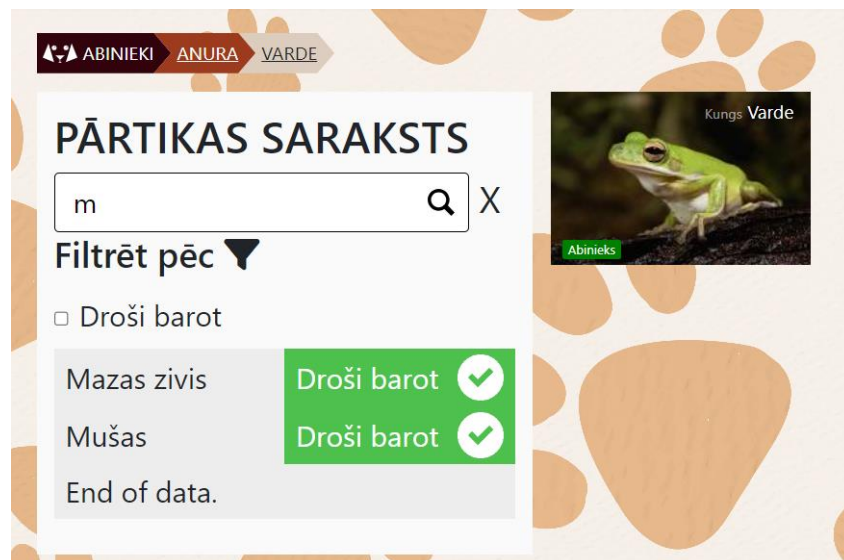 ABINIEKI ANURA VARDE
PĀRTIKAS SARAKSTS
m X
Filtrēt pēc
Droši barot
Mazas zivis Droši barot
Mušas Droši barot
End of data.
Kungs Varde
Abinieks